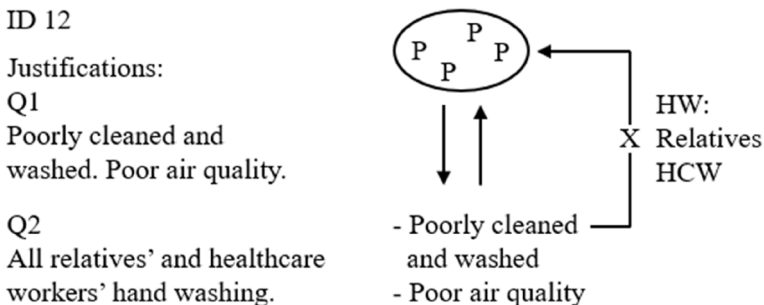 ID 12
Justifications:
Q1
Poorly cleaned and
washed. Poor air quality.
Q2
All relatives’ and healthcare
workers’ hand washing.
P
P
P
P
HW:
X Relatives
HCW
- Poorly cleaned
and washed
- Poor air quality